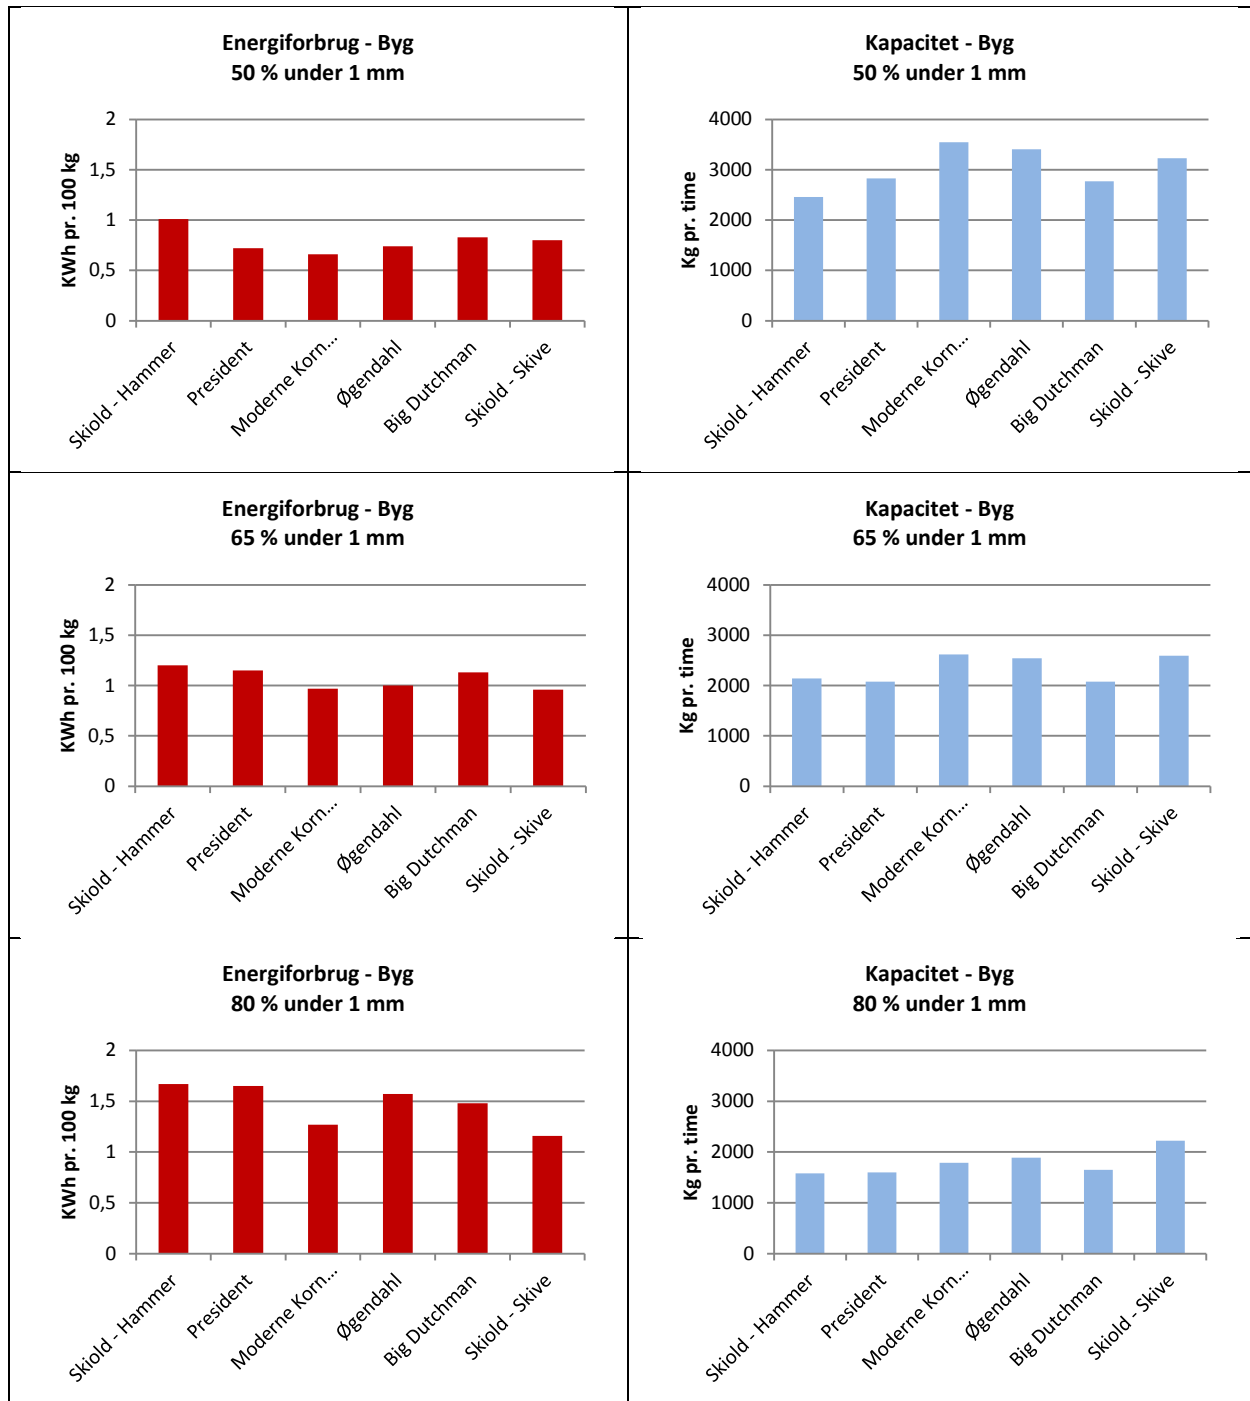 Energiforbrug - Byg
50 % under 1 mm
KWh pr. 100 kg
2
1,5
1
0,5
0
Skiold - Hammer
President
Moderne Korn...
Øgendahl
Big Dutchman
Skiold - Skive
Kapacitet - Byg
50 % under 1 mm
Kg pr. time
4000
3000
2000
1000
0
Skiold - Hammer
President
Moderne Korn...
Øgendahl
Big Dutchman
Skiold - Skive
Energiforbrug - Byg
65 % under 1 mm
KWh pr. 100 kg
2
1,5
1
0,5
0
Skiold - Hammer
President
Moderne Korn...
Øgendahl
Big Dutchman
Skiold - Skive
Kapacitet - Byg
65 % under 1 mm
Kg pr. time
4000
3000
2000
1000
0
Skiold - Hammer
President
Moderne Korn...
Øgendahl
Big Dutchman
Skiold - Skive
Energiforbrug - Byg
80 % under 1 mm
KWh pr. 100 kg
2
1,5
1
0,5
0
Skiold - Hammer
President
Moderne Korn...
Øgendahl
Big Dutchman
Skiold - Skive
Kapacitet - Byg
80 % under 1 mm
Kg pr. time
4000
3000
2000
1000
0
Skiold - Hammer
President
Moderne Korn...
Øgendahl
Big Dutchman
Skiold - Skive